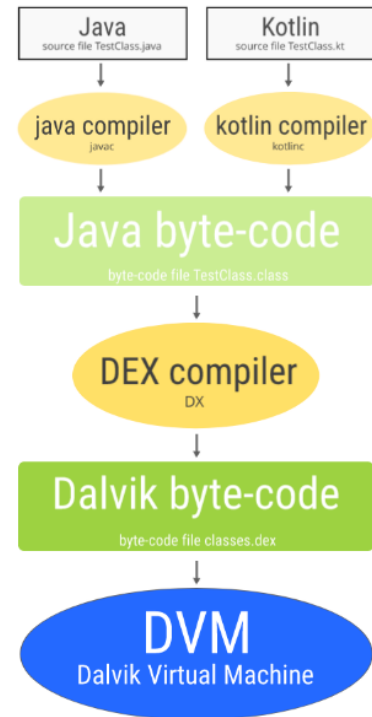 Java
source file TestClass.java
Kotlin
source file TestClass.kt
java compiler
javac
kotlin compiler
kotlinc
Java byte-code
byte-code file TestClass.class
DEX compiler
DX
Dalvik byte-code
byte-code file classes.dex
DVM
Dalvik Virtual Machine